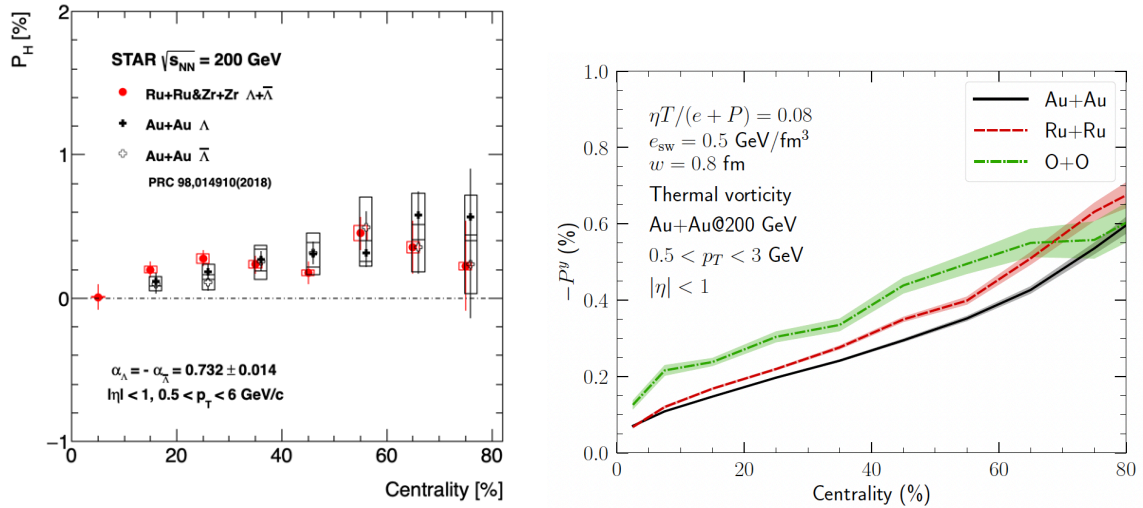 P_H [%]
2
1
0
−1
STAR √s_NN = 200 GeV
Ru+Ru&Zr+Zr Λ+Λ̅
Au+Au Λ
Au+Au Λ̅
PRC 98,014910(2018)
α_Λ = - α_Λ̅ = 0.732 ± 0.014
|η| < 1, 0.5 < p_T < 6 GeV/c
0 20 40 60 80
Centrality [%]
−P^y (%)
1.0
0.8
0.6
0.4
0.2
0.0
ηT/(e + P) = 0.08
e_sw = 0.5 GeV/fm³
w = 0.8 fm
Thermal vorticity
Au+Au@200 GeV
0.5 < p_T < 3 GeV
|η| < 1
Au+Au
Ru+Ru
O+O
0 20 40 60 80
Centrality (%)